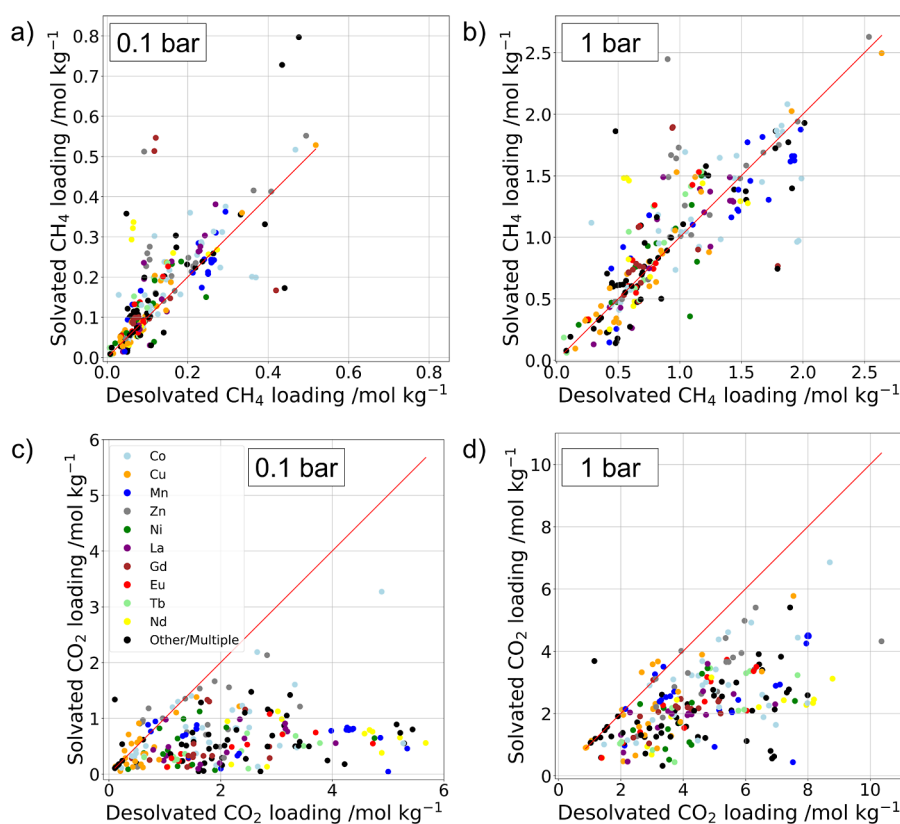 a)
0.1 bar
Solvated CH₄ loading /mol kg⁻¹
0.8
0.7
0.6
0.5
0.4
0.3
0.2
0.1
0.0
0.0 0.2 0.4 0.6 0.8
Desolvated CH₄ loading /mol kg⁻¹
b)
1 bar
Solvated CH₄ loading /mol kg⁻¹
2.5
2.0
1.5
1.0
0.5
0.0
0.0 0.5 1.0 1.5 2.0 2.5
Desolvated CH₄ loading /mol kg⁻¹
c)
0.1 bar
Solvated CO₂ loading /mol kg⁻¹
6
5
4
3
2
1
0
Co
Cu
Mn
Zn
Ni
La
Gd
Eu
Tb
Nd
Other/Multiple
0 2 4 6
Desolvated CO₂ loading /mol kg⁻¹
d)
1 bar
Solvated CO₂ loading /mol kg⁻¹
10
8
6
4
2
0
0 2 4 6 8 10
Desolvated CO₂ loading /mol kg⁻¹